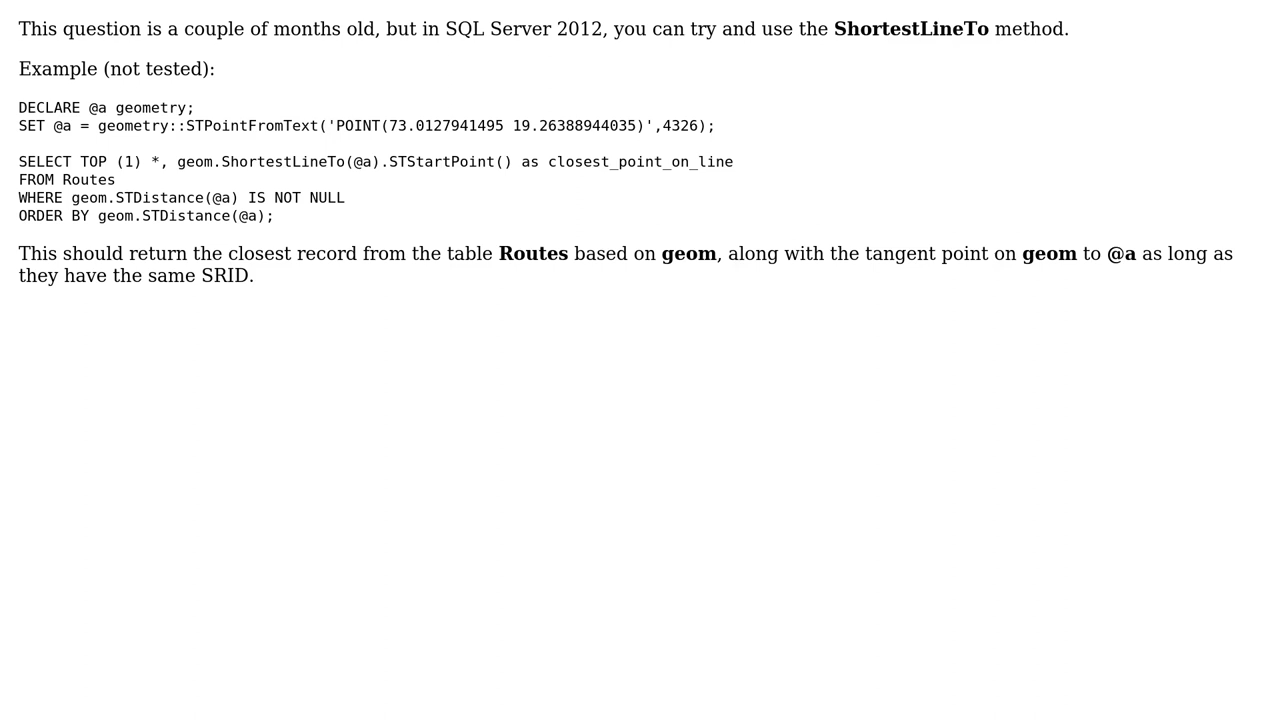 This question is a couple of months old, but in SQL Server 2012, you can try and use the ShortestLineTo method.
Example (not tested):
DECLARE @a geometry;
SET @a = geometry::STPointFromText('POINT(73.0127941495 19.26388944035)',4326);
SELECT TOP (1) *, geom.ShortestLineTo(@a).STStartPoint() as closest_point_on_line
FROM Routes
WHERE geom.STDistance(@a) IS NOT NULL
ORDER BY geom.STDistance(@a);
This should return the closest record from the table Routes based on geom, along with the tangent point on geom to @a as long as
they have the same SRID.